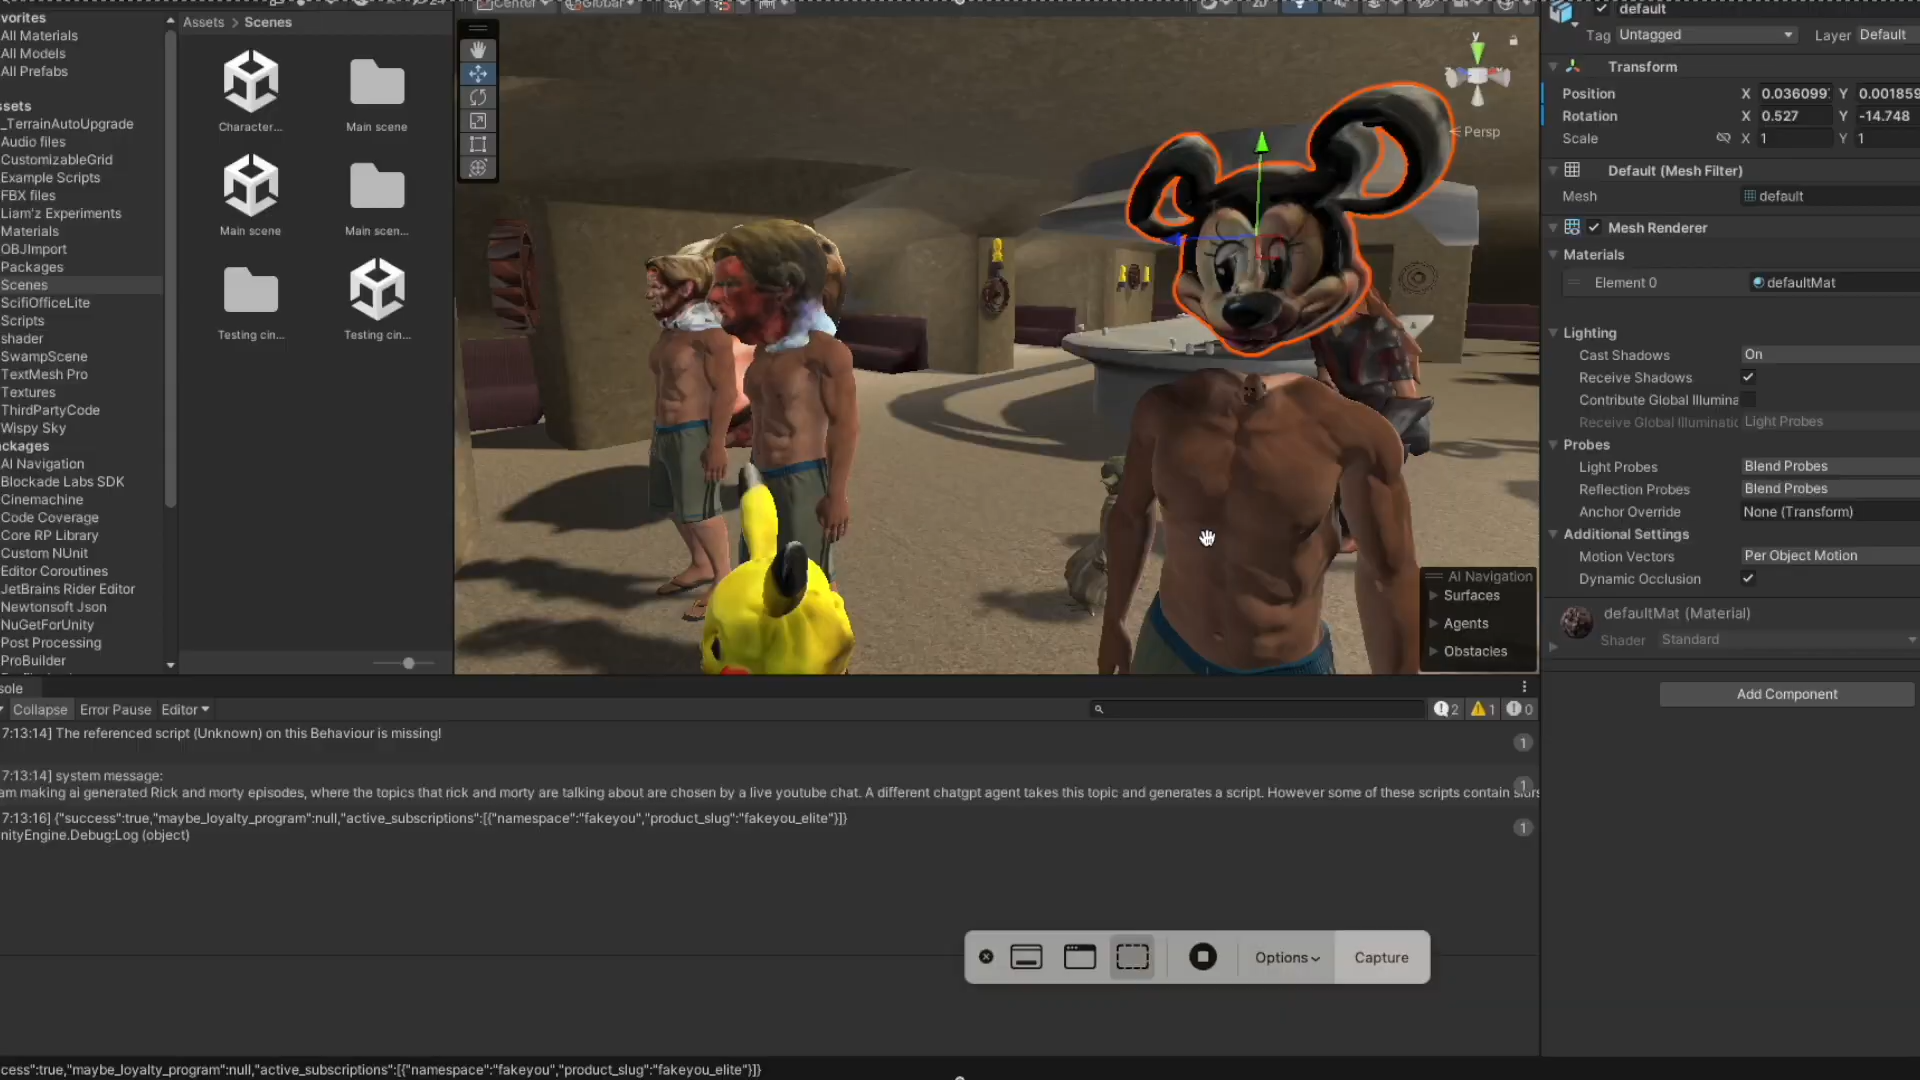 Center
Global
2D
vorites
All Materials
All Models
All Prefabs
ssets
_TerrainAutoUpgrade
Audio files
CustomizableGrid
Example Scripts
FBX files
Liam'z Experiments
Materials
OBJImport
Packages
Scenes
ScifiOfficeLite
Scripts
shader
SwampScene
TextMesh Pro
Textures
ThirdPartyCode
Wispy Sky
ackages
AI Navigation
Blockade Labs SDK
Cinemachine
Code Coverage
Core RP Library
Custom NUnit
Editor Coroutines
JetBrains Rider Editor
Newtonsoft Json
NuGetForUnity
Post Processing
ProBuilder
Assets > Scenes
Character...
Main scene
Main scene
Main scen...
Testing cin...
Testing cin...
y
Persp
AI Navigation
Surfaces
Agents
Obstacles
default
Tag Untagged Layer Default
Transform
Position X 0.036099 Y 0.001859
Rotation X 0.527 Y -14.748
Scale X 1 Y 1
Default (Mesh Filter)
Mesh default
Mesh Renderer
Materials
Element 0 defaultMat
Lighting
Cast Shadows On
Receive Shadows
Contribute Global Illumina
Receive Global Illuminatic Light Probes
Probes
Light Probes Blend Probes
Reflection Probes Blend Probes
Anchor Override None (Transform)
Additional Settings
Motion Vectors Per Object Motion
Dynamic Occlusion
defaultMat (Material)
Shader Standard
Add Component
sole
Collapse Error Pause Editor 2 1 0
7:13:14] The referenced script (Unknown) on this Behaviour is missing!
1
7:13:14] system message:
am making ai generated Rick and morty episodes, where the topics that rick and morty are talking about are chosen by a live youtube chat. A different chatgpt agent takes this topic and generates a script. However some of these scripts contain slurs
1
7:13:16] {"success":true,"maybe_loyalty_program":null,"active_subscriptions":[{"namespace":"fakeyou","product_slug":"fakeyou_elite"}]}
nityEngine.Debug:Log (object)
1
Options Capture
cess":true,"maybe_loyalty_program":null,"active_subscriptions":[{"namespace":"fakeyou","product_slug":"fakeyou_elite"}]}